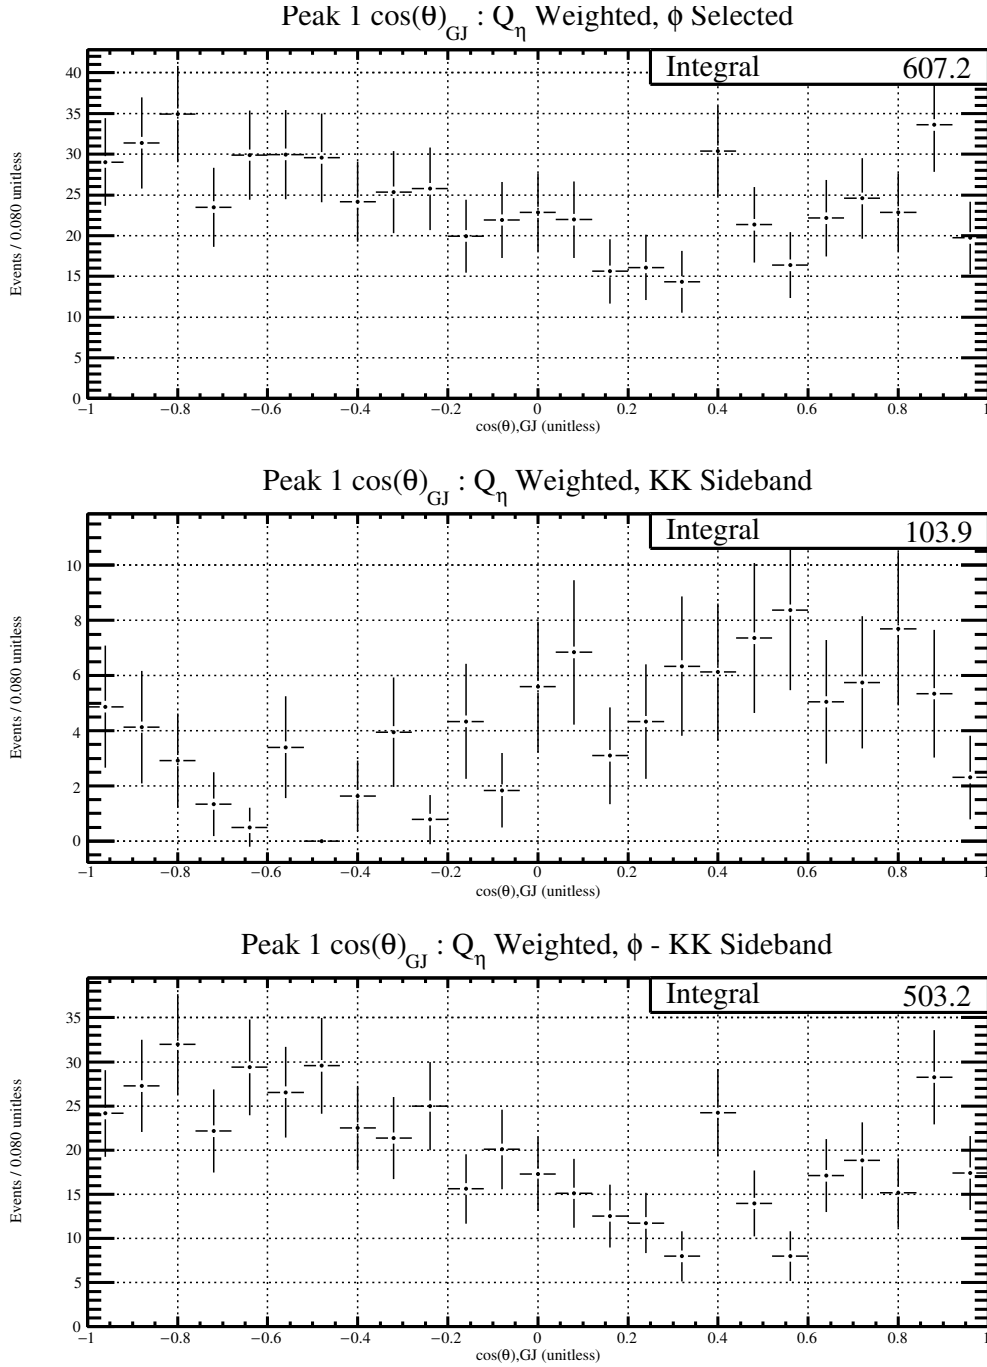 Peak 1 cos(θ)_GJ : Q_η Weighted, ϕ Selected
Integral 607.2
Events / 0.080 unitless
40
35
30
25
20
15
10
5
0
−1 −0.8 −0.6 −0.4 −0.2 0 0.2 0.4 0.6 0.8 1
cos(θ),GJ (unitless)
Peak 1 cos(θ)_GJ : Q_η Weighted, KK Sideband
Integral 103.9
Events / 0.080 unitless
10
8
6
4
2
0
−1 −0.8 −0.6 −0.4 −0.2 0 0.2 0.4 0.6 0.8 1
cos(θ),GJ (unitless)
Peak 1 cos(θ)_GJ : Q_η Weighted, ϕ - KK Sideband
Integral 503.2
Events / 0.080 unitless
35
30
25
20
15
10
5
0
−1 −0.8 −0.6 −0.4 −0.2 0 0.2 0.4 0.6 0.8 1
cos(θ),GJ (unitless)